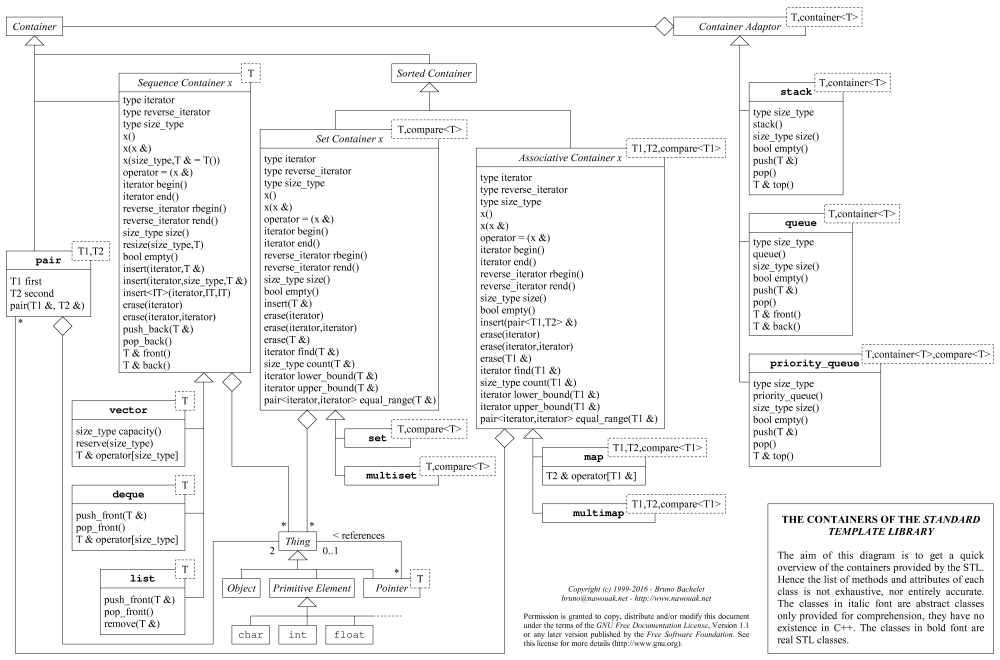 Container
Container Adaptor
T,container<T>
Sequence Container x
T
type iterator
type reverse_iterator
type size_type
x()
x(x &)
x(size_type,T & = T())
operator = (x &)
iterator begin()
iterator end()
reverse_iterator rbegin()
reverse_iterator rend()
size_type size()
resize(size_type,T)
bool empty()
insert(iterator,T &)
insert(iterator,size_type,T &)
insert<IT>(iterator,IT,IT)
erase(iterator)
erase(iterator,iterator)
push_back(T &)
pop_back()
T & front()
T & back()
Sorted Container
Set Container x
T,compare<T>
type iterator
type reverse_iterator
type size_type
x()
x(x &)
operator = (x &)
iterator begin()
iterator end()
reverse_iterator rbegin()
reverse_iterator rend()
size_type size()
bool empty()
insert(T &)
erase(iterator)
erase(iterator,iterator)
erase(T &)
iterator find(T &)
size_type count(T &)
iterator lower_bound(T &)
iterator upper_bound(T &)
pair<iterator,iterator> equal_range(T &)
Associative Container x
T1,T2,compare<T1>
type iterator
type reverse_iterator
type size_type
x()
x(x &)
operator = (x &)
iterator begin()
iterator end()
reverse_iterator rbegin()
reverse_iterator rend()
size_type size()
bool empty()
insert(pair<T1,T2> &)
erase(iterator)
erase(iterator,iterator)
erase(T1 &)
iterator find(T1 &)
size_type count(T1 &)
iterator lower_bound(T1 &)
iterator upper_bound(T1 &)
pair<iterator,iterator> equal_range(T1 &)
stack
T,container<T>
type size_type
stack()
size_type size()
bool empty()
push(T &)
pop()
T & top()
queue
T,container<T>
type size_type
queue()
size_type size()
bool empty()
push(T &)
pop()
T & front()
T & back()
priority_queue
T,container<T>,compare<T>
type size_type
priority_queue()
size_type size()
bool empty()
push(T &)
pop()
T & top()
pair
T1,T2
T1 first
T2 second
pair(T1 &, T2 &)
*
vector
T
size_type capacity()
reserve(size_type)
T & operator[size_type]
deque
T
push_front(T &)
pop_front()
T & operator[size_type]
list
T
push_front(T &)
pop_front()
remove(T &)
set
T,compare<T>
multiset
T,compare<T>
map
T1,T2,compare<T1>
T2 & operator[T1 &]
multimap
T1,T2,compare<T1>
* *
Thing
< references
2 0..1
*
Object
Primitive Element
Pointer
T
char
int
float
Copyright (c) 1999-2016 - Bruno Bachelet
bruno@nawouak.net - http://www.nawouak.net
Permission is granted to copy, distribute and/or modify this document
under the terms of the GNU Free Documentation License, Version 1.1
or any later version published by the Free Software Foundation. See
this license for more details (http://www.gnu.org).
THE CONTAINERS OF THE STANDARD
TEMPLATE LIBRARY
The aim of this diagram is to get a quick
overview of the containers provided by the STL.
Hence the list of methods and attributes of each
class is not exhaustive, nor entirely accurate.
The classes in italic font are abstract classes
only provided for comprehension, they have no
existence in C++. The classes in bold font are
real STL classes.